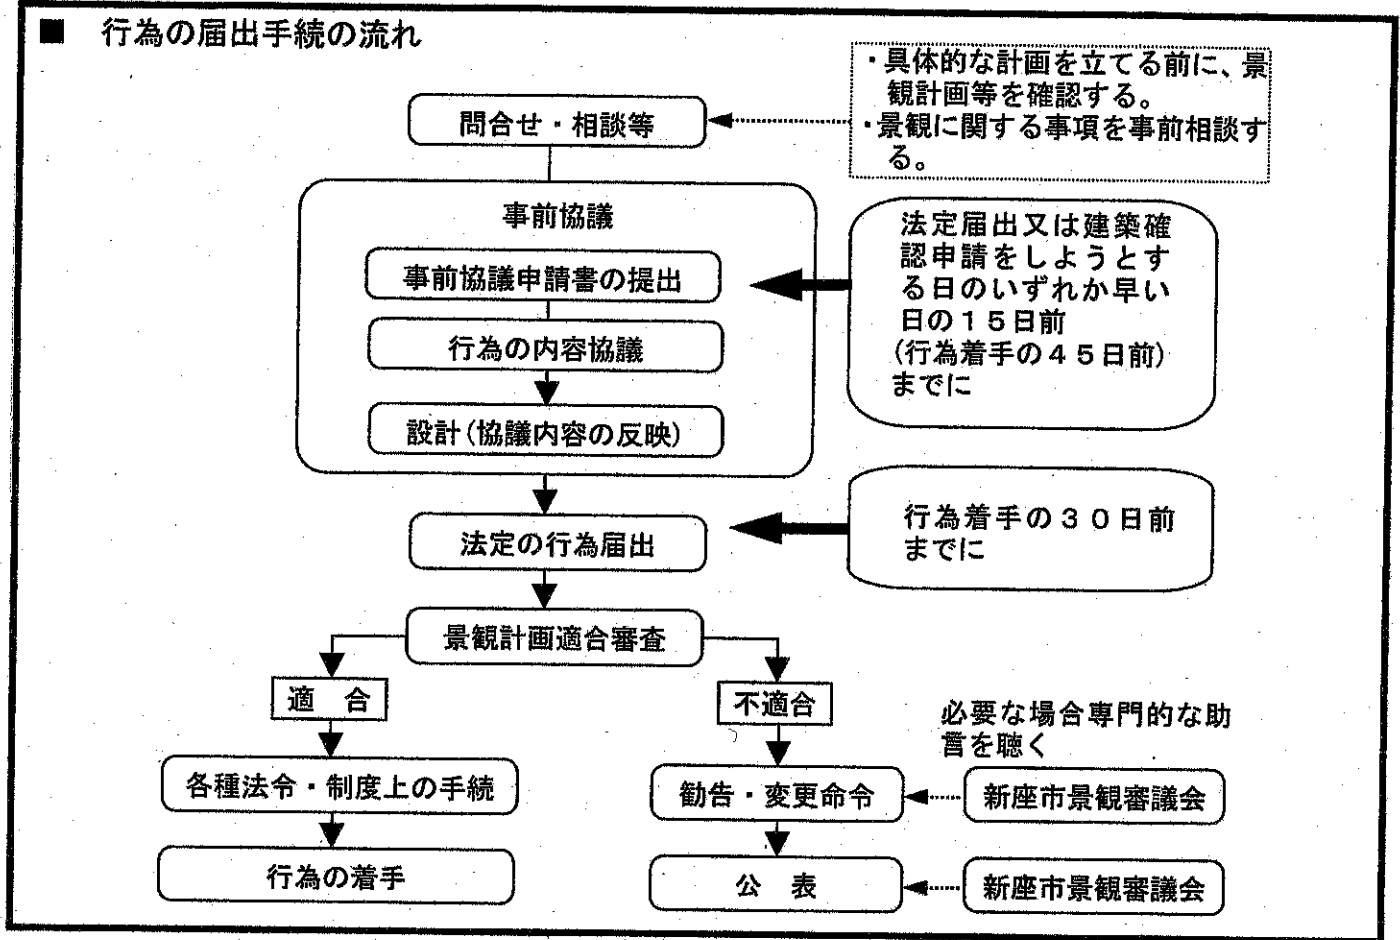 ■ 行為の届出手続の流れ
・具体的な計画を立てる前に、景
観計画等を確認する。
・景観に関する事項を事前相談す
る。
問合せ・相談等
事前協議
事前協議申請書の提出
行為の内容協議
設計(協議内容の反映)
法定届出又は建築確
認申請をしようとす
る日のいずれか早い
日の15日前
(行為着手の45日前)
までに
法定の行為届出
行為着手の30日前
までに
景観計画適合審査
適 合
不適合
必要な場合専門的な助
言を聴く
各種法令・制度上の手続
勧告・変更命令
新座市景観審議会
行為の着手
公 表
新座市景観審議会